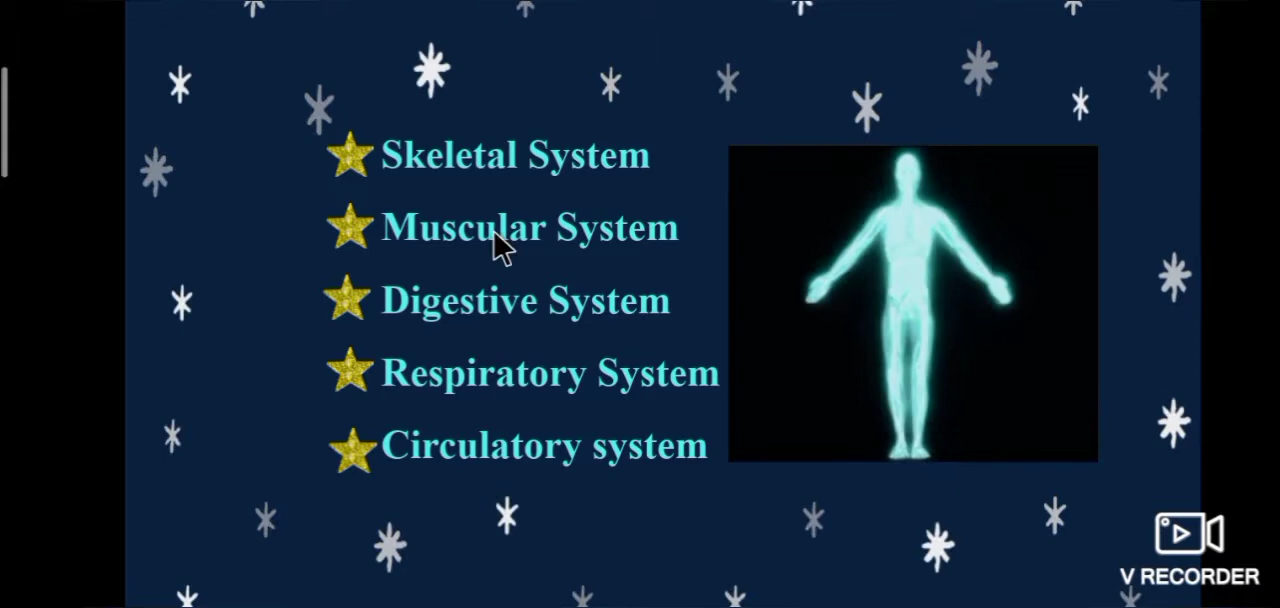 Skeletal System
Muscular System
Digestive System
Respiratory System
Circulatory system
V RECORDER